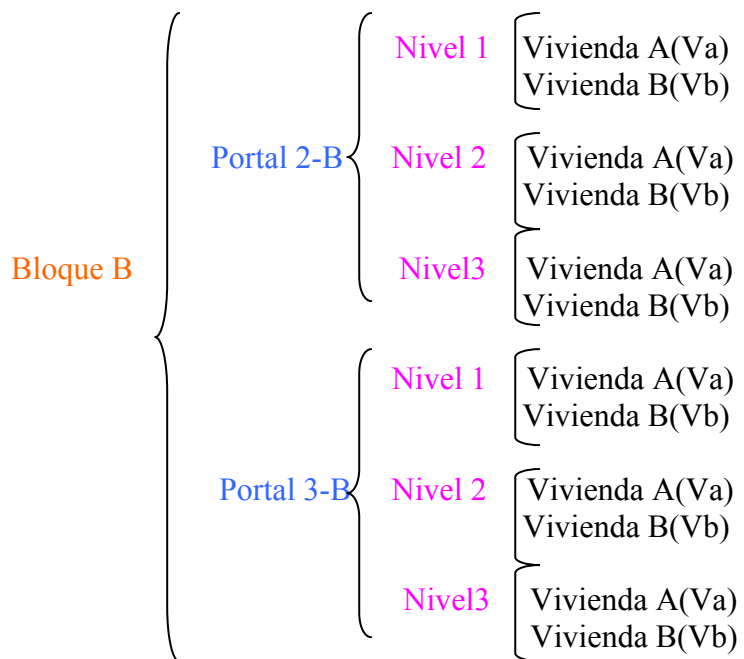 Bloque B
Portal 2-B
Nivel 1
Vivienda A(Va)
Vivienda B(Vb)
Nivel 2
Vivienda A(Va)
Vivienda B(Vb)
Nivel3
Vivienda A(Va)
Vivienda B(Vb)
Portal 3-B
Nivel 1
Vivienda A(Va)
Vivienda B(Vb)
Nivel 2
Vivienda A(Va)
Vivienda B(Vb)
Nivel3
Vivienda A(Va)
Vivienda B(Vb)